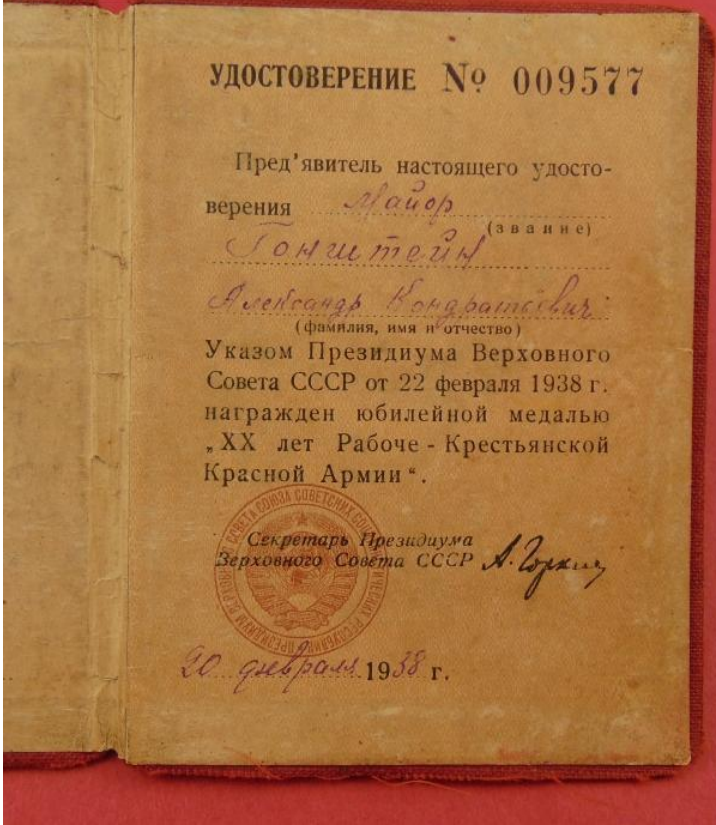 УДОСТОВЕРЕНИЕ № 009577
Пред'явитель настоящего удосто-
верения Майор
(звание)
Гонштейн
Александр Кондратьевич
(фамилия, имя и отчество)
Указом Президиума Верховного
Совета СССР от 22 февраля 1938 г.
награжден юбилейной медалью
„XX лет Рабоче - Крестьянской
Красной Армии“.
Секретарь Президиума
Верховного Совета СССР А. Горкин
20 февраля 1938 г.